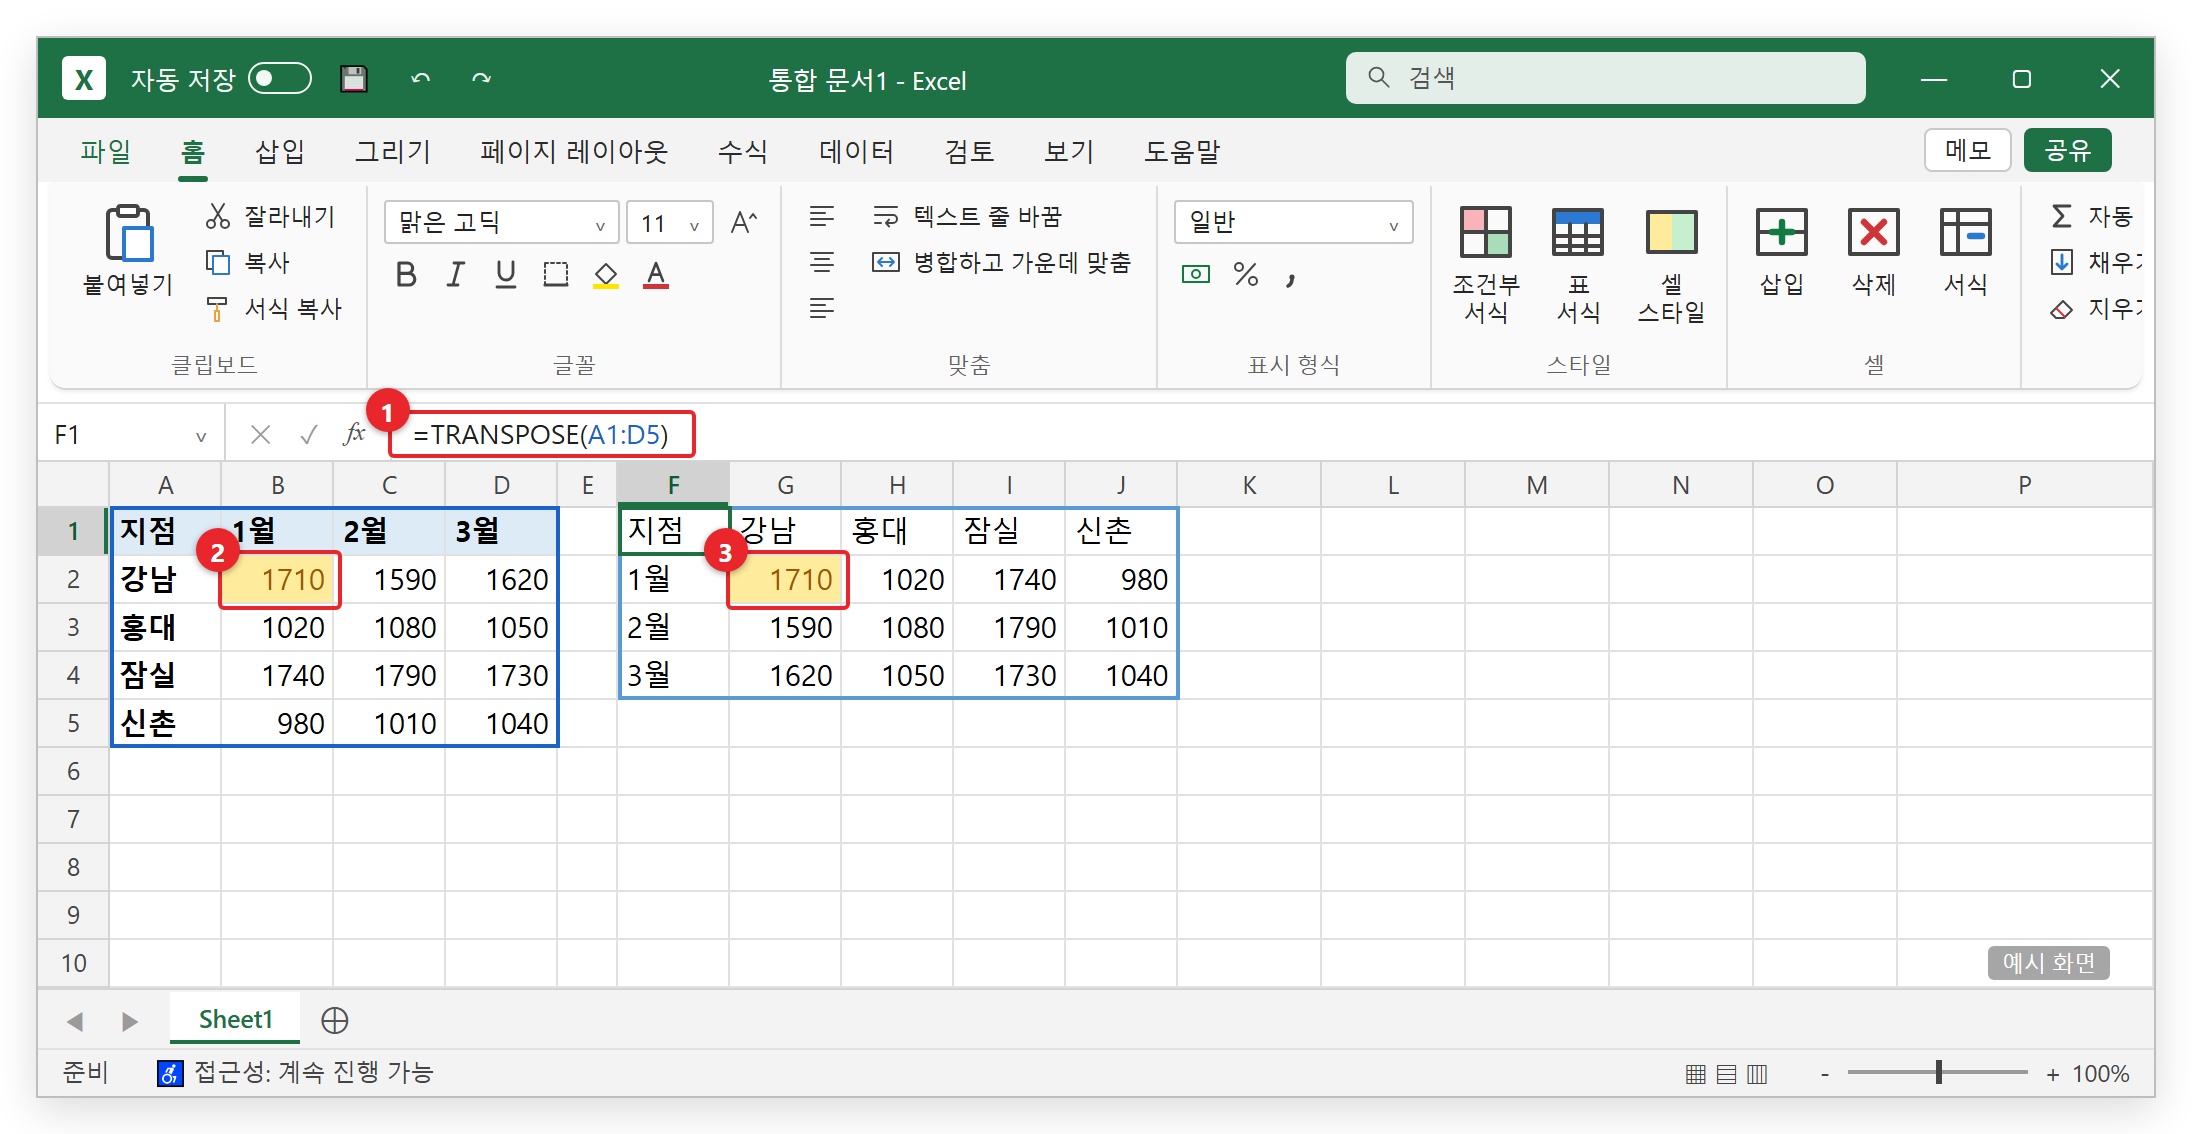 X 자동 저장 통합 문서1 - Excel 검색
파일 홈 삽입 그리기 페이지 레이아웃 수식 데이터 검토 보기 도움말 메모 공유
붙여넣기
잘라내기
복사
서식 복사
클립보드
맑은 고딕 11 A^
B I U A
글꼴
텍스트 줄 바꿈
병합하고 가운데 맞춤
맞춤
일반
% ,
표시 형식
조건부 서식
표 서식
셀 스타일
스타일
삽입 삭제 서식
셀
Σ 자동
채우
지우
F1 fx 1 =TRANSPOSE(A1:D5)
A B C D E F G H I J K L M N O P
1 지점 1월 2월 3월 지점 강남 홍대 잠실 신촌
2 3
2 강남 1710 1590 1620 1월 1710 1020 1740 980
3 홍대 1020 1080 1050 2월 1590 1080 1790 1010
4 잠실 1740 1790 1730 3월 1620 1050 1730 1040
5 신촌 980 1010 1040
6
7
8
9
10 예시 화면
Sheet1
준비 접근성: 계속 진행 가능 - + 100%